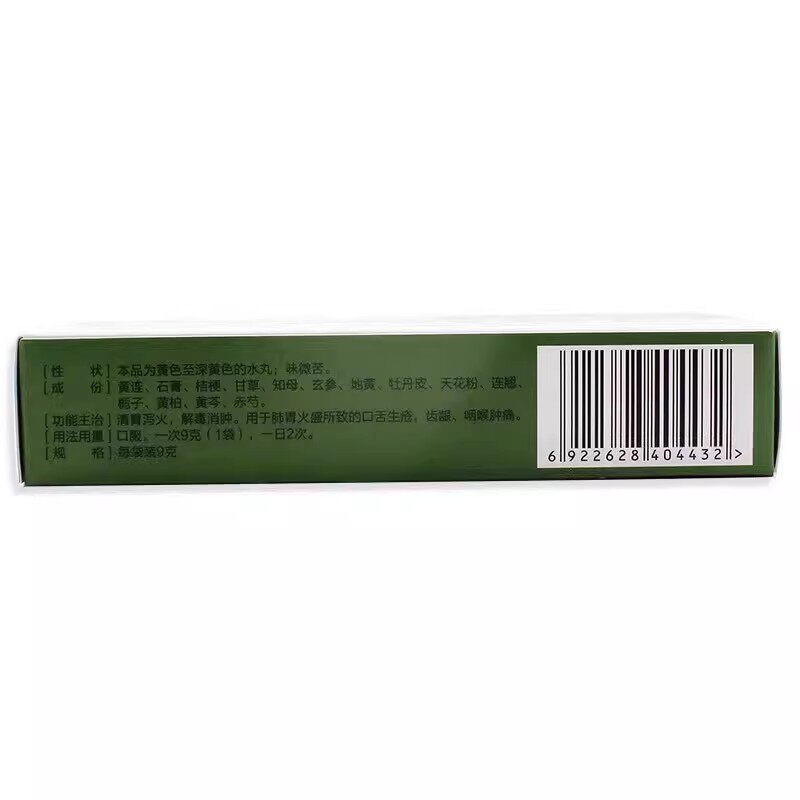 [性　　状] 本品为黄色至深黄色的水丸；味微苦。
[成　　份] 黄连、石膏、桔梗、甘草、知母、玄参、地黄、牡丹皮、天花粉、连翘、
栀子、黄柏、黄芩、赤芍。
[功能主治] 清胃泻火，解毒消肿。用于肺胃火盛所致的口舌生疮，齿龈、咽喉肿痛。
[用法用量] 口服，一次9克（1袋），一日2次。
[规　　格] 每袋装9克
6 922628 404432 >